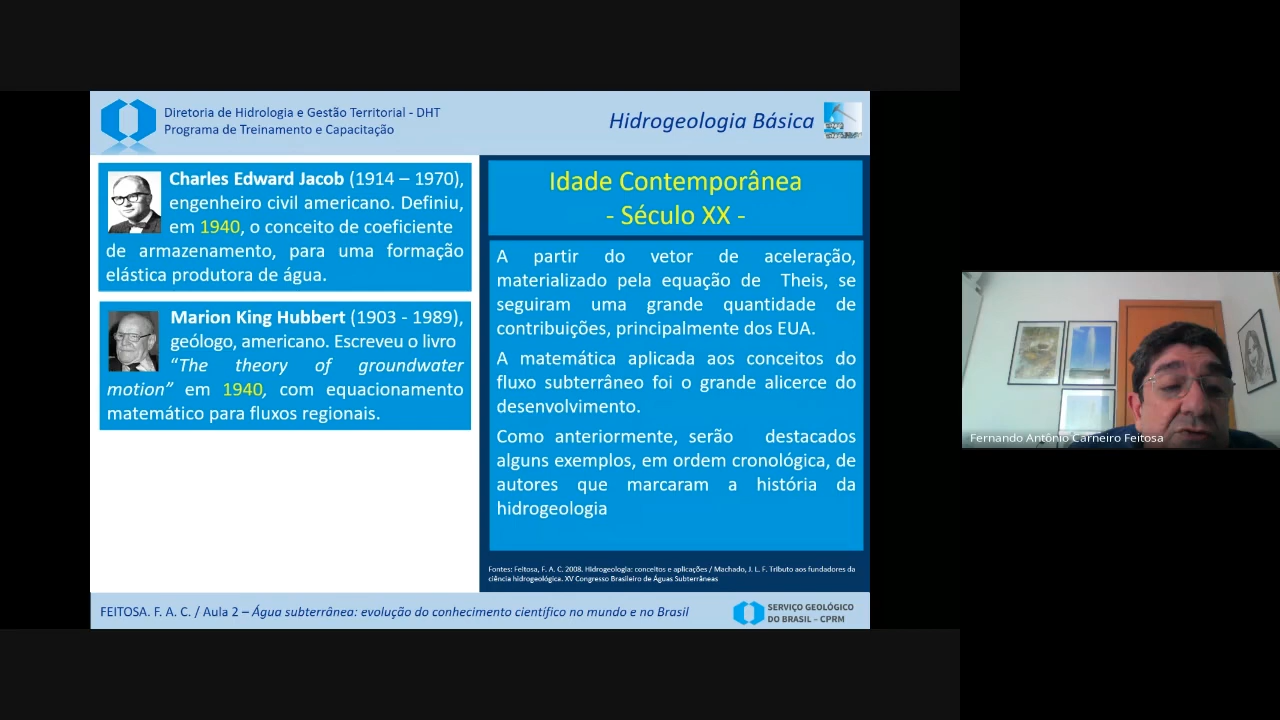 Diretoria de Hidrologia e Gestão Territorial - DHT
Programa de Treinamento e Capacitação
Hidrogeologia Básica
Charles Edward Jacob (1914 – 1970),
engenheiro civil americano. Definiu,
em 1940, o conceito de coeficiente
de armazenamento, para uma formação
elástica produtora de água.
Marion King Hubbert (1903 - 1989),
geólogo, americano. Escreveu o livro
“The theory of groundwater
motion” em 1940, com equacionamento
matemático para fluxos regionais.
Idade Contemporânea
- Século XX -
A partir do vetor de aceleração,
materializado pela equação de Theis, se
seguiram uma grande quantidade de
contribuições, principalmente dos EUA.
A matemática aplicada aos conceitos do
fluxo subterrâneo foi o grande alicerce do
desenvolvimento.
Como anteriormente, serão destacados
alguns exemplos, em ordem cronológica, de
autores que marcaram a história da
hidrogeologia
Fontes: Feitosa, F. A. C. 2008. Hidrogeologia: conceitos e aplicações / Machado, J. L. F. Tributo aos fundadores da
ciência hidrogeológica. XV Congresso Brasileiro de Águas Subterrâneas
FEITOSA. F. A. C. / Aula 2 – Água subterrânea: evolução do conhecimento científico no mundo e no Brasil
SERVIÇO GEOLÓGICO
DO BRASIL – CPRM
Fernando Antônio Carneiro Feitosa